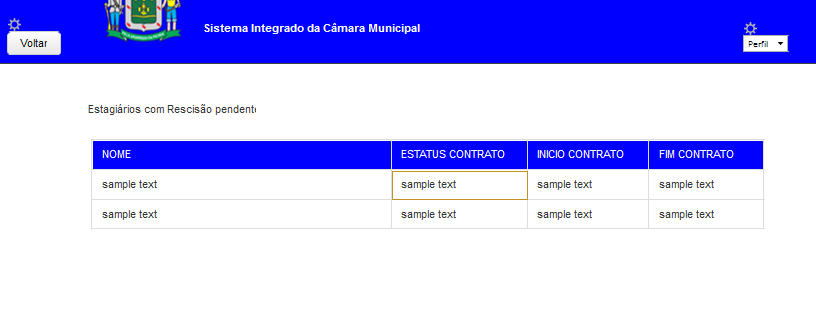 Sistema Integrado da Câmara Municipal
Voltar
Perfil
Estagiários com Rescisão pendente
NOME ESTATUS CONTRATO INICIO CONTRATO FIM CONTRATO
sample text sample text sample text sample text
sample text sample text sample text sample text